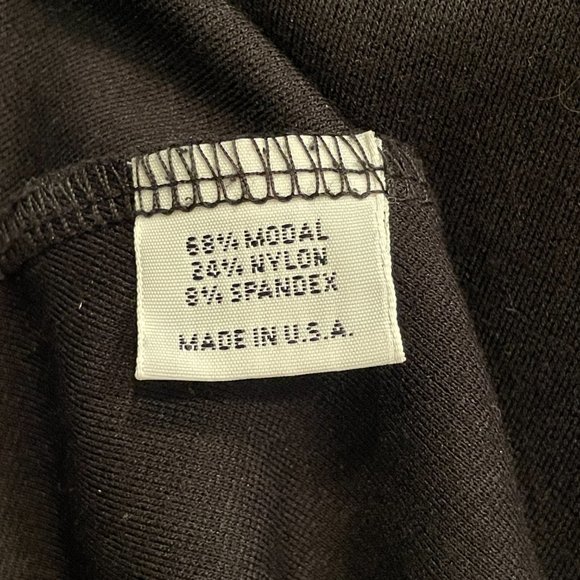 68% MODAL
24% NYLON
8% SPANDEX
MADE IN U.S.A.